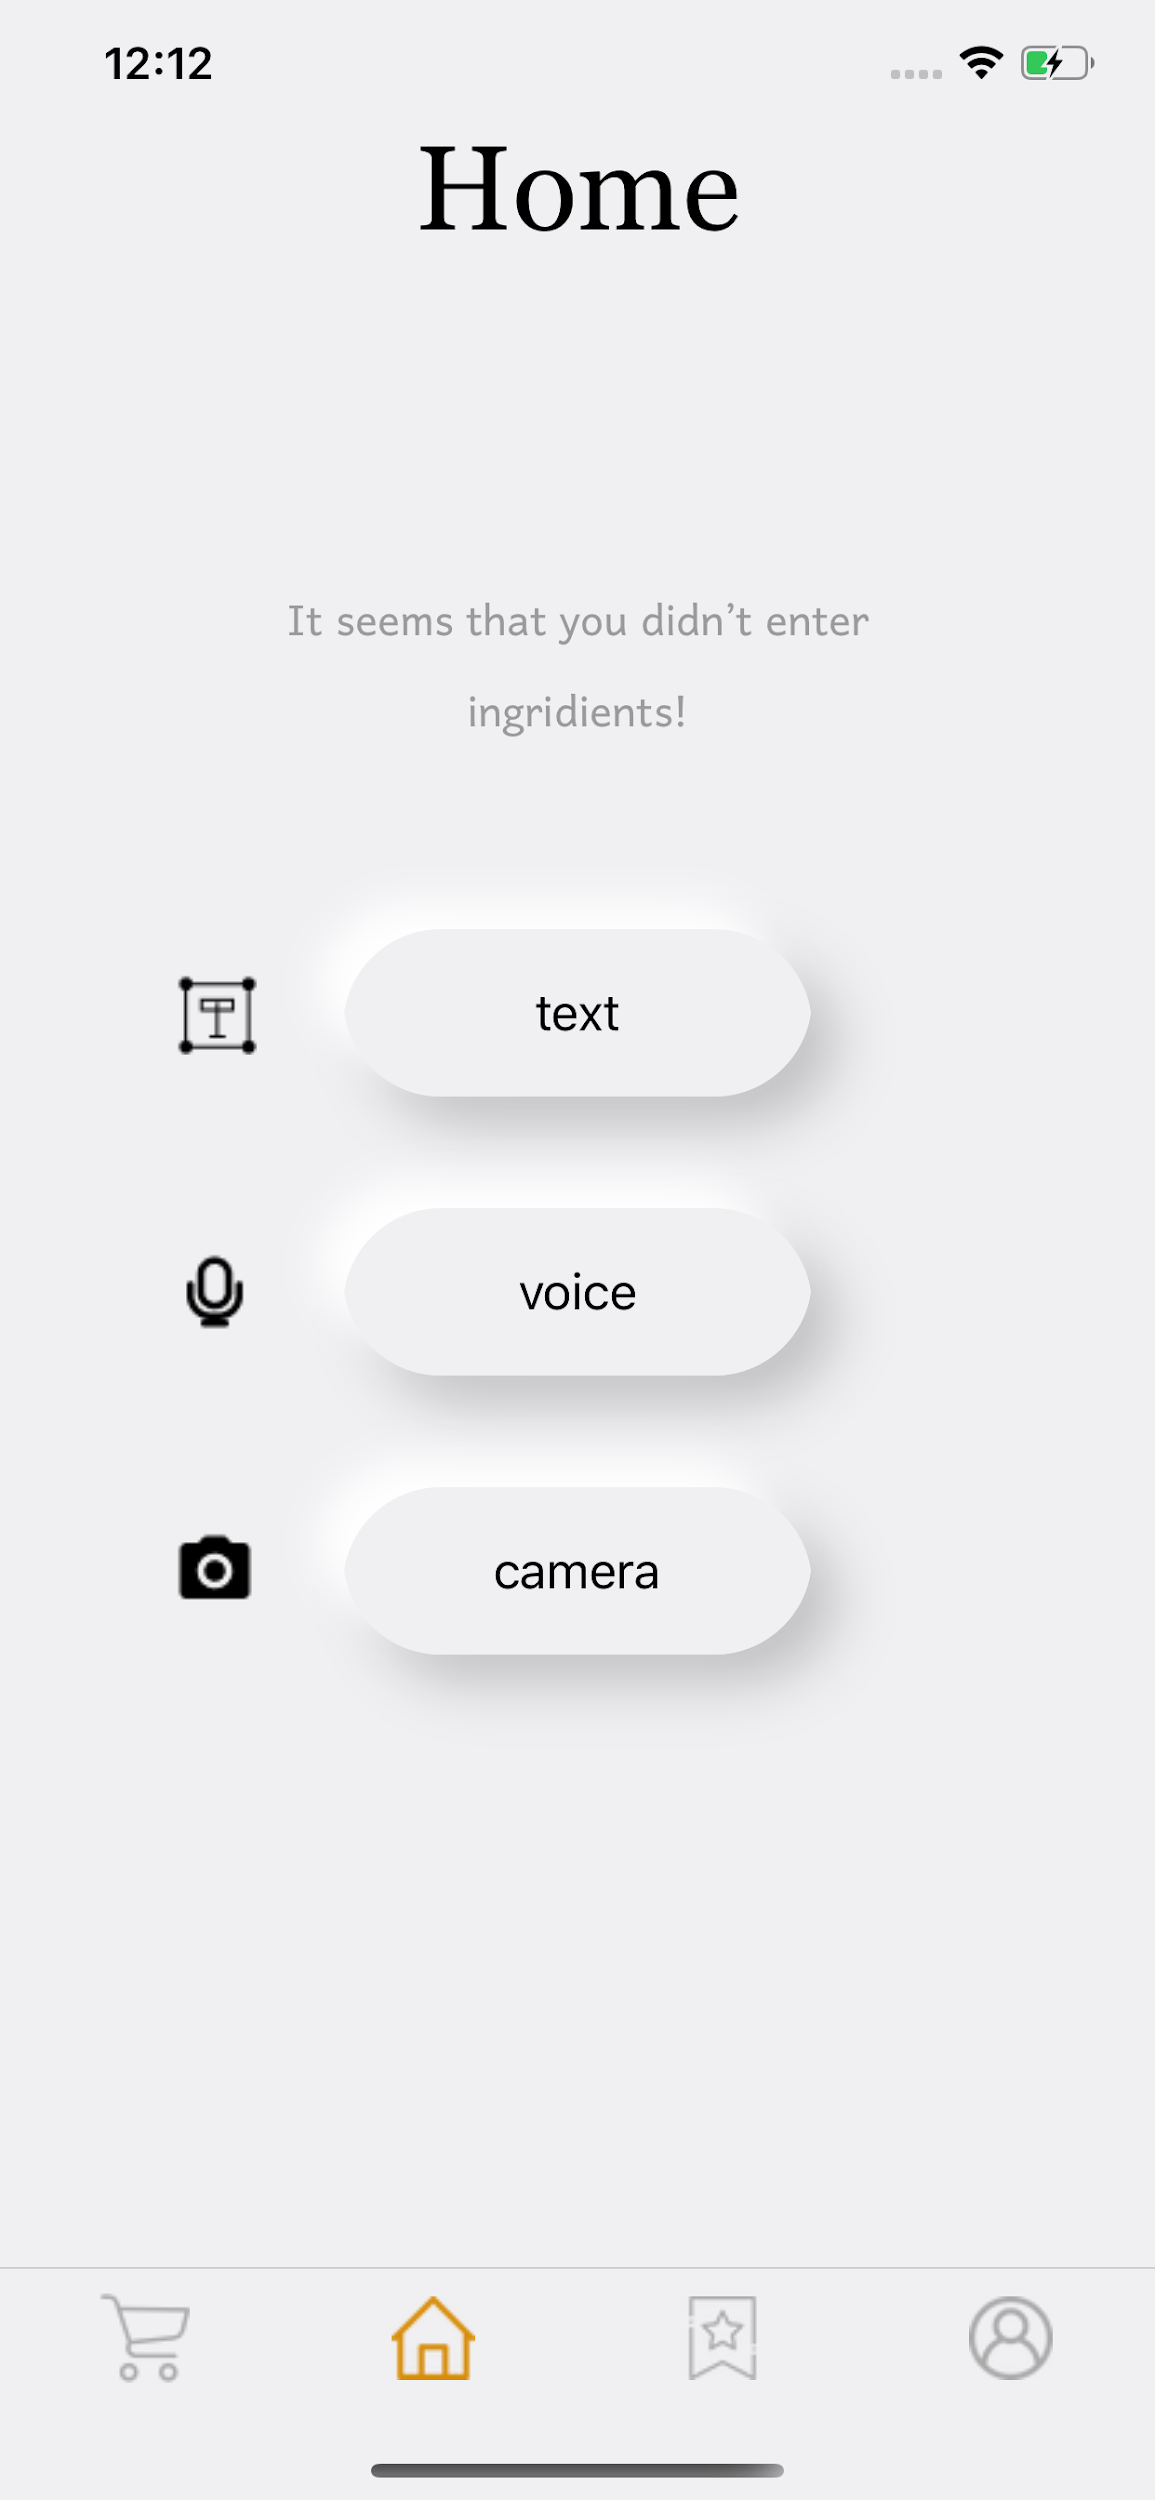 12:12
Home
It seems that you didn't enter
ingridients!
text
voice
camera